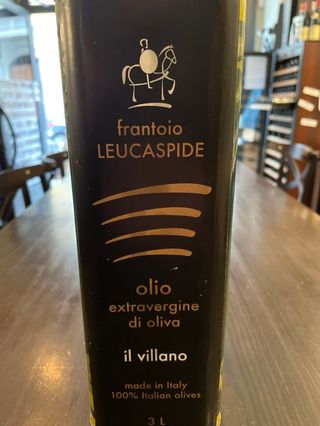 frantoio
LEUCASPIDE
olio
extravergine
di oliva
il villano
made in Italy
100% Italian olives
3 L